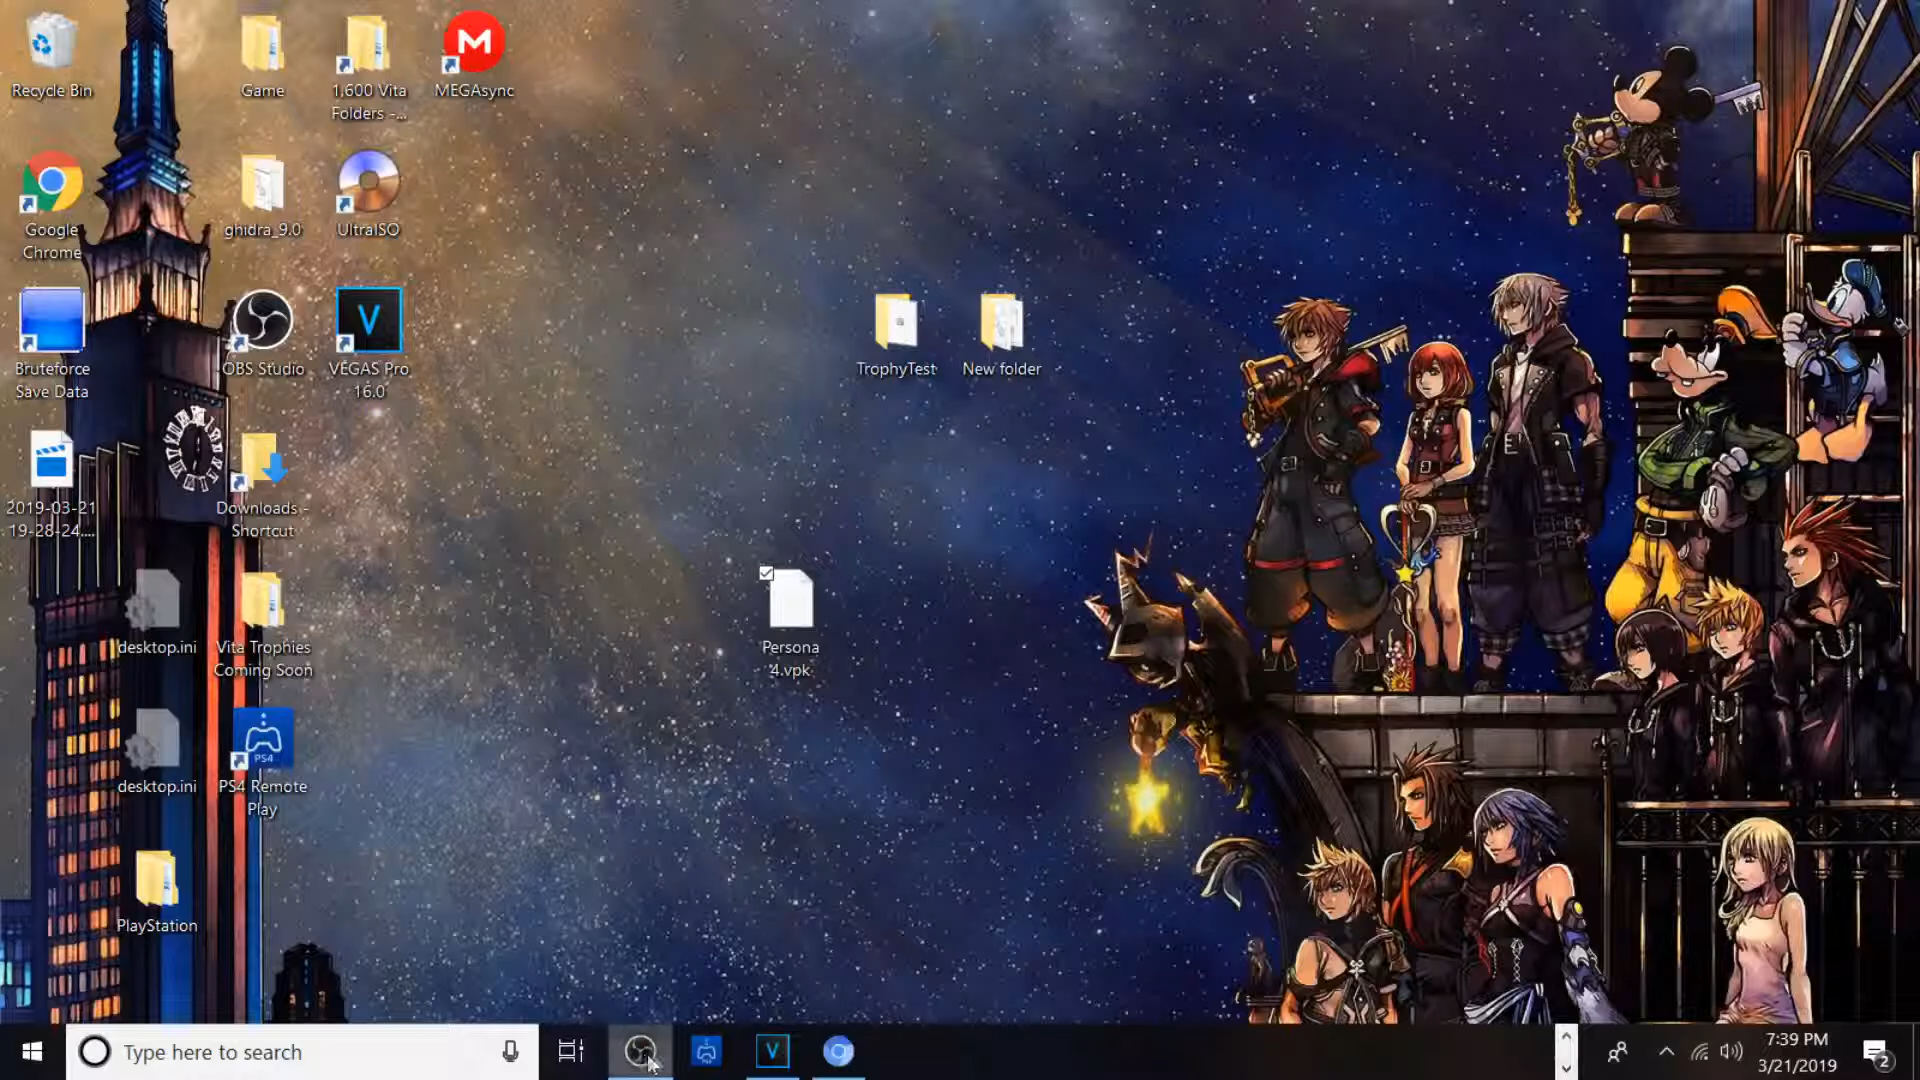 Recycle Bin
Game
1,600 Vita
Folders -...
M
MEGAsync
Google
Chrome
ghidra_9.0
UltraISO
Bruteforce
Save Data
OBS Studio
V
VEGAS Pro
16.0
TrophyTest
New folder
2019-03-21
19-28-24....
Downloads -
Shortcut
desktop.ini
Vita Trophies
Coming Soon
Persona
4.vpk
desktop.ini
PS4
PS4 Remote
Play
PlayStation
Type here to search
V
7:39 PM
3/21/2019
2